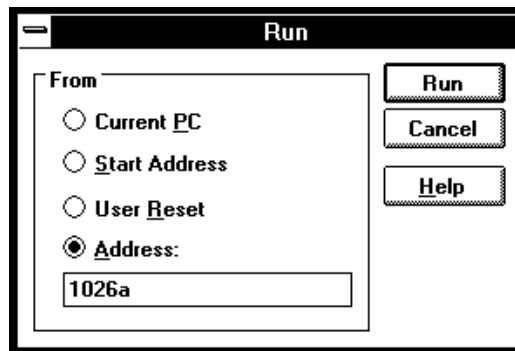 Run
From
Current PC
Start Address
User Reset
Address:
1026a
Run
Cancel
Help